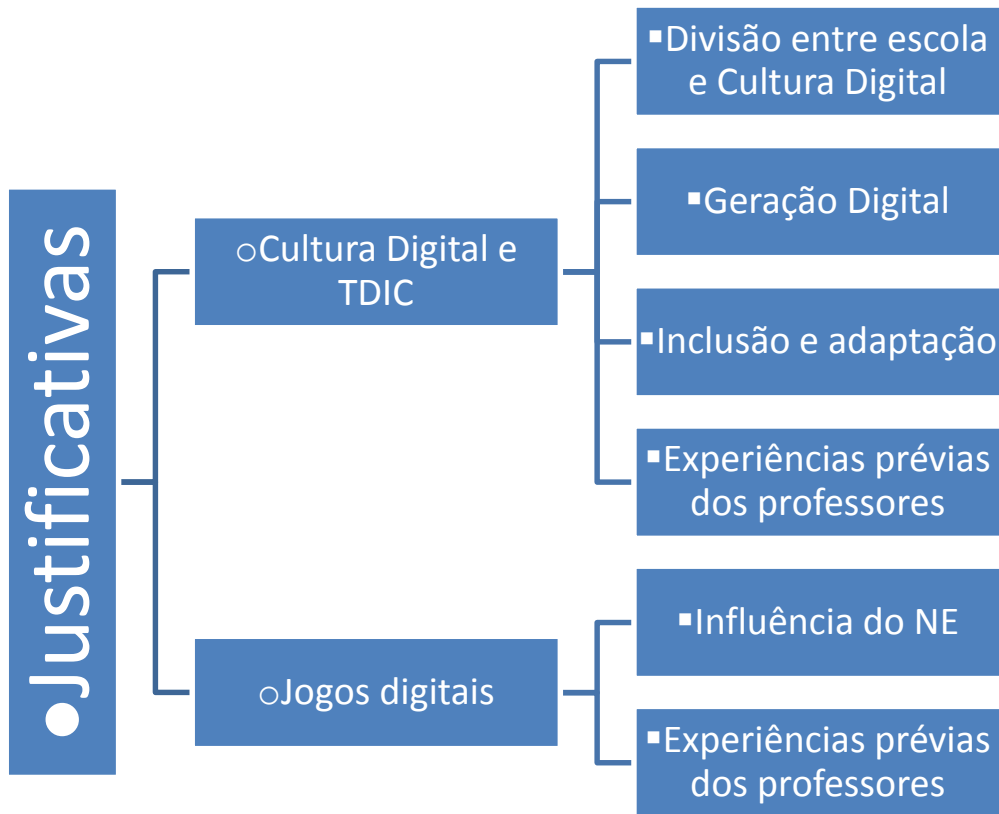 ●Justificativas
○Cultura Digital e
TDIC
▪Divisão entre escola
e Cultura Digital
▪Geração Digital
▪Inclusão e adaptação
▪Experiências prévias
dos professores
○Jogos digitais
▪Influência do NE
▪Experiências prévias
dos professores